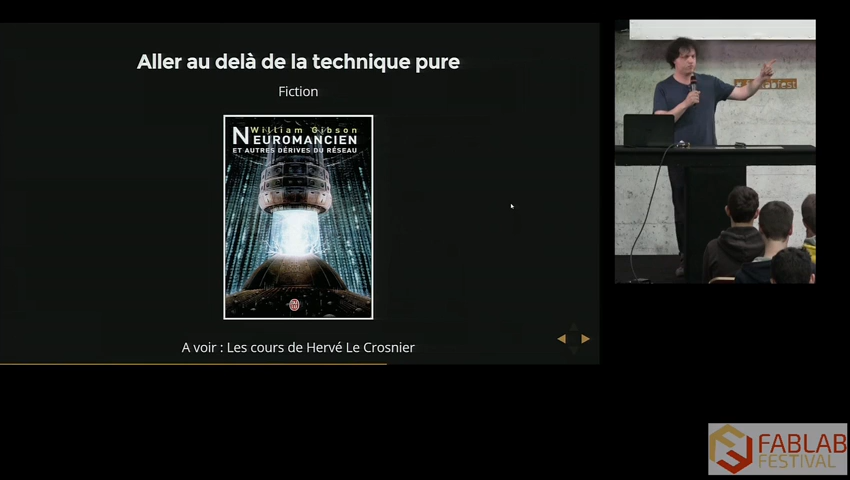 Aller au delà de la technique pure
Fiction
William Gibson
NEUROMANCIEN
ET AUTRES DÉRIVES DU RÉSEAU
A voir : Les cours de Hervé Le Crosnier
FABLAB
FESTIVAL